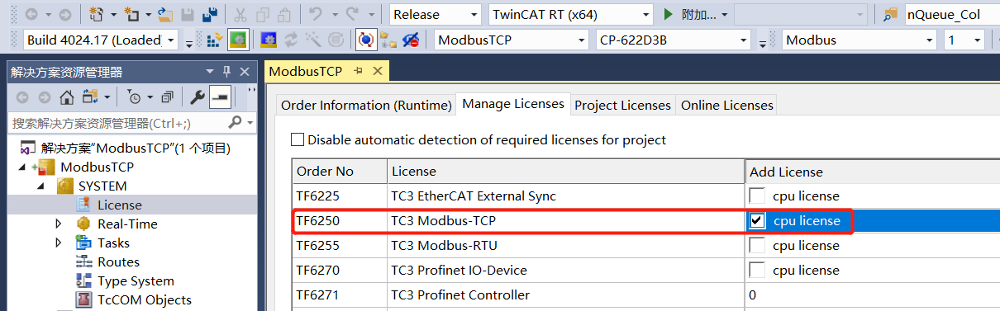 Release TwinCAT RT (x64) 附加... nQueue_Col
Build 4024.17 (Loaded) ModbusTCP CP-622D3B Modbus 1
解决方案资源管理器
搜索解决方案资源管理器(Ctrl+;)
解决方案"ModbusTCP"(1 个项目)
ModbusTCP
SYSTEM
License
Real-Time
Tasks
Routes
Type System
TcCOM Objects
ModbusTCP
Order Information (Runtime) Manage Licenses Project Licenses Online Licenses
Disable automatic detection of required licenses for project
Order No License Add License
TF6225 TC3 EtherCAT External Sync cpu license
TF6250 TC3 Modbus-TCP cpu license
TF6255 TC3 Modbus-RTU cpu license
TF6270 TC3 Profinet IO-Device cpu license
TF6271 TC3 Profinet Controller 0